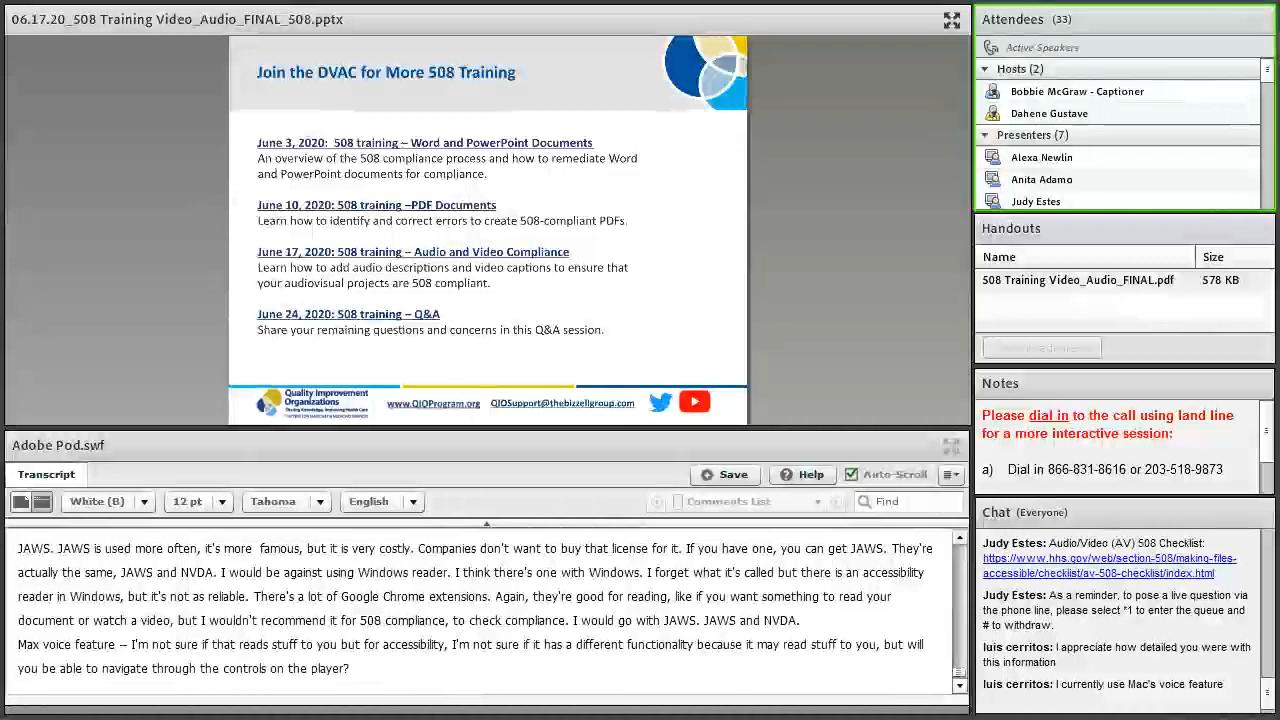 06.17.20_508 Training Video_Audio_FINAL_508.pptx
Join the DVAC for More 508 Training
June 3, 2020:  508 training – Word and PowerPoint Documents
An overview of the 508 compliance process and how to remediate Word
and PowerPoint documents for compliance.
June 10, 2020: 508 training –PDF Documents
Learn how to identify and correct errors to create 508-compliant PDFs.
June 17, 2020: 508 training – Audio and Video Compliance
Learn how to add audio descriptions and video captions to ensure that
your audiovisual projects are 508 compliant.
June 24, 2020: 508 training – Q&A
Share your remaining questions and concerns in this Q&A session.
Quality Improvement
Organizations
Sharing Knowledge. Improving Health Care.
www.QIOProgram.org QIOSupport@thebizzellgroup.com
Adobe Pod.swf
Transcript
Save
Help
Auto-Scroll
White (B)
12 pt
Tahoma
English
Comments List
Find
JAWS. JAWS is used more often, it's more famous, but it is very costly. Companies don't want to buy that license for it. If you have one, you can get JAWS. They're
actually the same, JAWS and NVDA. I would be against using Windows reader. I think there's one with Windows. I forget what it's called but there is an accessibility
reader in Windows, but it's not as reliable. There's a lot of Google Chrome extensions. Again, they're good for reading, like if you want something to read your
document or watch a video, but I wouldn't recommend it for 508 compliance, to check compliance. I would go with JAWS. JAWS and NVDA.
Max voice feature -- I'm not sure if that reads stuff to you but for accessibility, I'm not sure if it has a different functionality because it may read stuff to you, but will
you be able to navigate through the controls on the player?
Attendees (33)
Active Speakers
Hosts (2)
Bobbie McGraw - Captioner
Dahene Gustave
Presenters (7)
Alexa Newlin
Anita Adamo
Judy Estes
Handouts
Name Size
508 Training Video_Audio_FINAL.pdf 578 KB
Notes
Please dial in to the call using land line
for a more interactive session:
a) Dial in 866-831-8616 or 203-518-9873
Chat (Everyone)
Judy Estes: Audio/Video (AV) 508 Checklist:
https://www.hhs.gov/web/section-508/making-files-
accessible/checklist/av-508-checklist/index.html
Judy Estes: As a reminder, to pose a live question via
the phone line, please select *1 to enter the queue and
# to withdraw.
luis cerritos: I appreciate how detailed you were with
this information
luis cerritos: I currently use Mac's voice feature